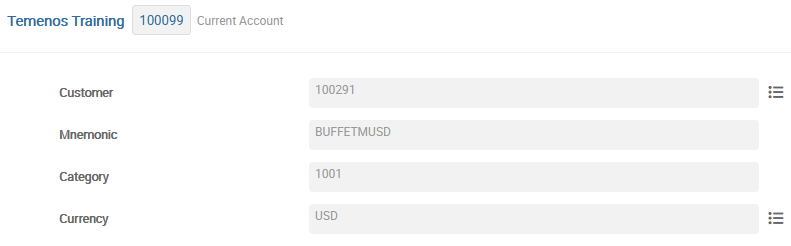 Temenos Training 100099 Current Account
Customer 100291
Mnemonic BUFFETMUSD
Category 1001
Currency USD